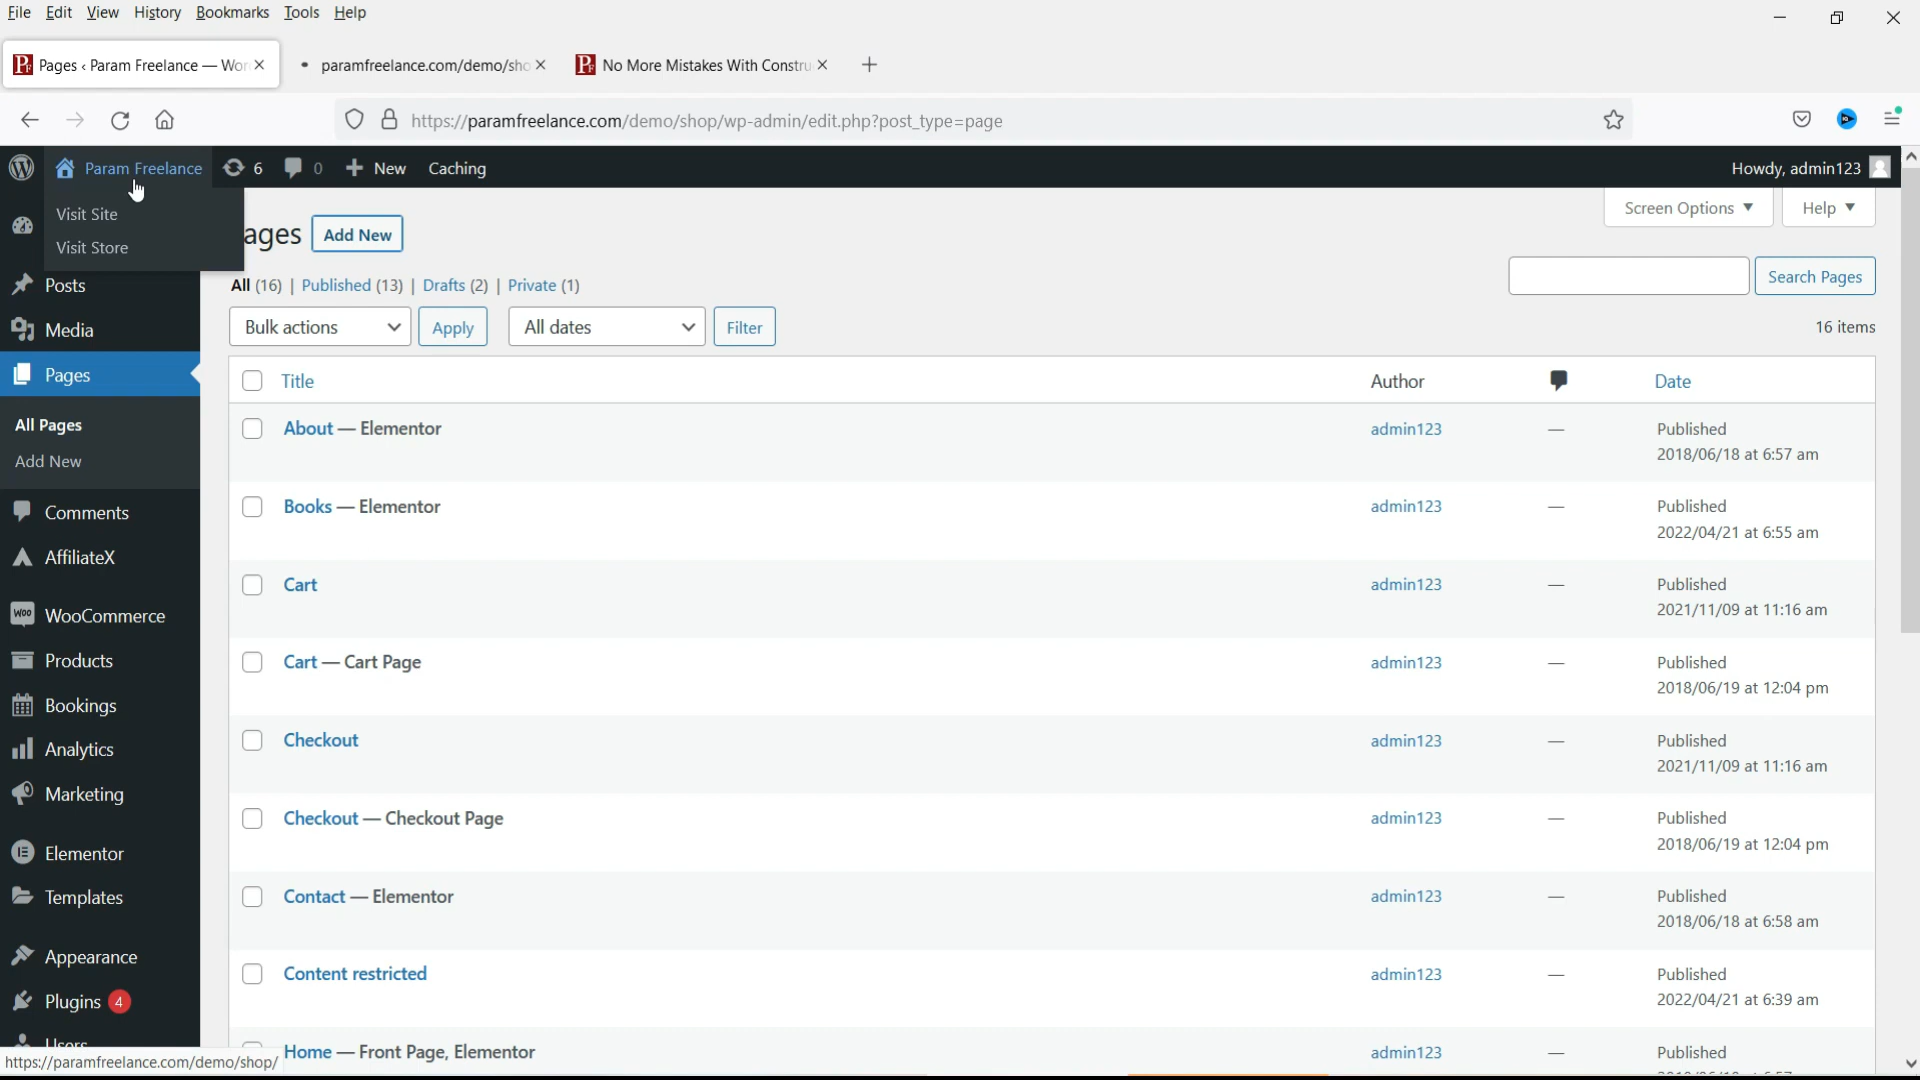 File Edit View History Bookmarks Tools Help
Pages ‹ Param Freelance — Wor paramfreelance.com/demo/sho No More Mistakes With Constru
https://paramfreelance.com/demo/shop/wp-admin/edit.php?post_type=page
Param Freelance 6 0 New Caching Howdy, admin123
Visit Site
Visit Store
ages Add New Screen Options Help
All (16) | Published (13) | Drafts (2) | Private (1) Search Pages
Bulk actions Apply All dates Filter 16 items
Posts
Media
Pages
All Pages
Add New
Comments
AffiliateX
WooCommerce
Products
Bookings
Analytics
Marketing
Elementor
Templates
Appearance
Plugins 4
Users
Title Author Date
About — Elementor admin123 — Published
2018/06/18 at 6:57 am
Books — Elementor admin123 — Published
2022/04/21 at 6:55 am
Cart admin123 — Published
2021/11/09 at 11:16 am
Cart — Cart Page admin123 — Published
2018/06/19 at 12:04 pm
Checkout admin123 — Published
2021/11/09 at 11:16 am
Checkout — Checkout Page admin123 — Published
2018/06/19 at 12:04 pm
Contact — Elementor admin123 — Published
2018/06/18 at 6:58 am
Content restricted admin123 — Published
2022/04/21 at 6:39 am
Home — Front Page, Elementor admin123 — Published
https://paramfreelance.com/demo/shop/